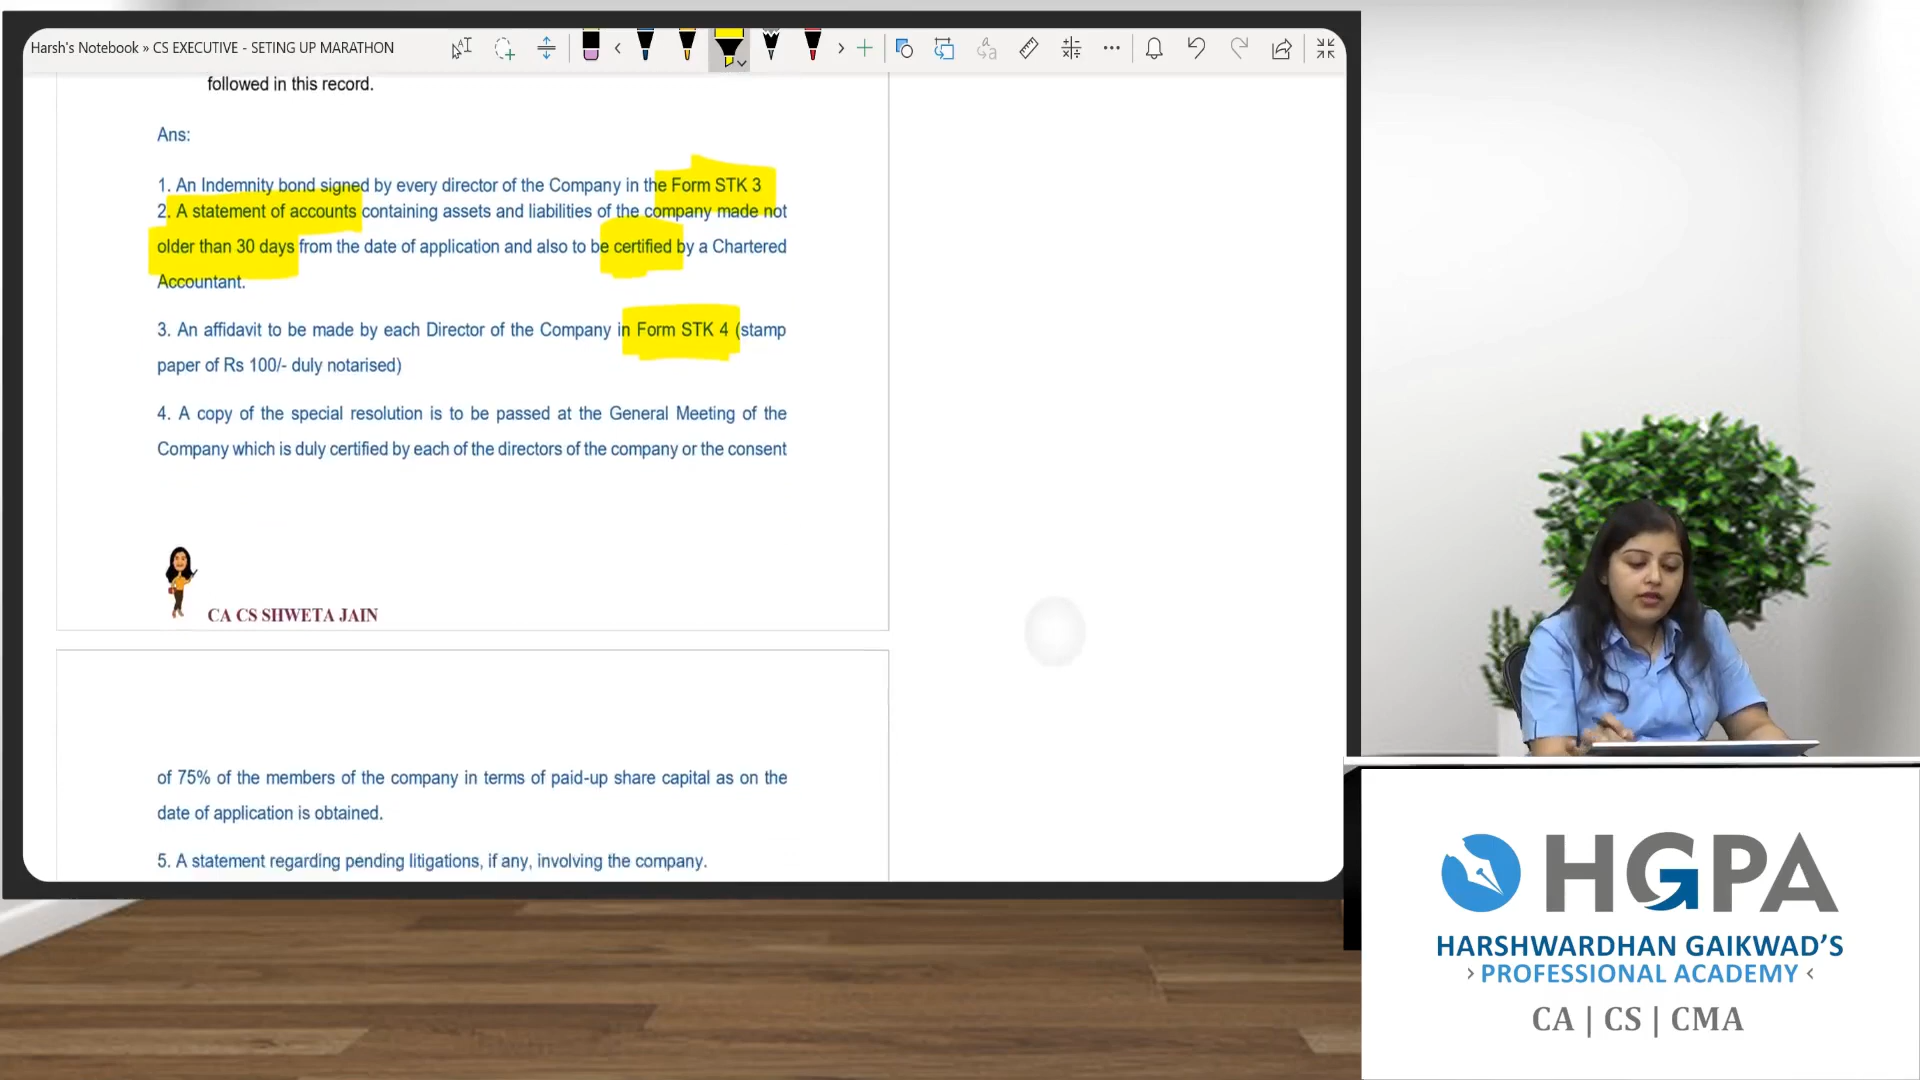 Harsh's Notebook » CS EXECUTIVE - SETING UP MARATHON
followed in this record.
Ans:
1. An Indemnity bond signed by every director of the Company in the Form STK 3
2. A statement of accounts containing assets and liabilities of the company made not
older than 30 days from the date of application and also to be certified by a Chartered
Accountant.
3. An affidavit to be made by each Director of the Company in Form STK 4 (stamp
paper of Rs 100/- duly notarised)
4. A copy of the special resolution is to be passed at the General Meeting of the
Company which is duly certified by each of the directors of the company or the consent
CA CS SHWETA JAIN
of 75% of the members of the company in terms of paid-up share capital as on the
date of application is obtained.
5. A statement regarding pending litigations, if any, involving the company.
HGPA
HARSHWARDHAN GAIKWAD'S
› PROFESSIONAL ACADEMY ‹
CA | CS | CMA